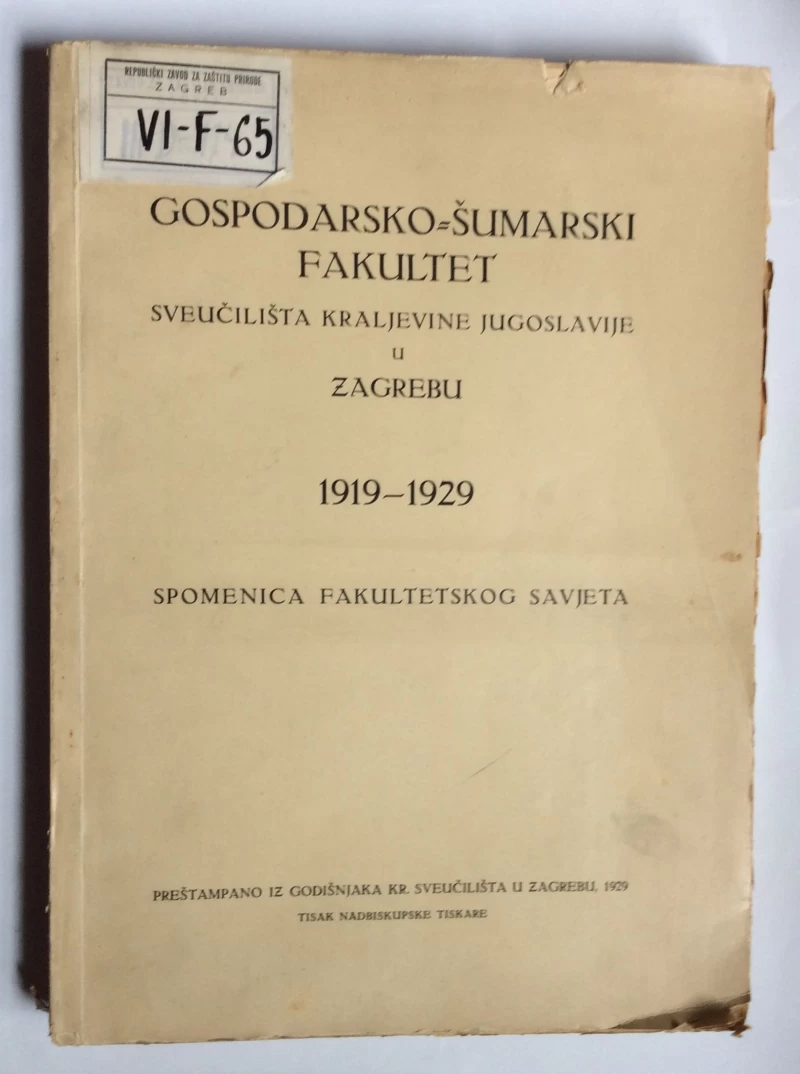 REPUBLIČKI ZAVOD ZA ZAŠTITU PRIRODE
ZAGREB
VI-F-65
GOSPODARSKO=ŠUMARSKI
FAKULTET
SVEUČILIŠTA KRALJEVINE JUGOSLAVIJE
U
ZAGREBU
1919–1929
SPOMENICA FAKULTETSKOG SAVJETA
PREŠTAMPANO IZ GODIŠNJAKA KR. SVEUČILIŠTA U ZAGREBU, 1929
TISAK NADBISKUPSKE TISKARE